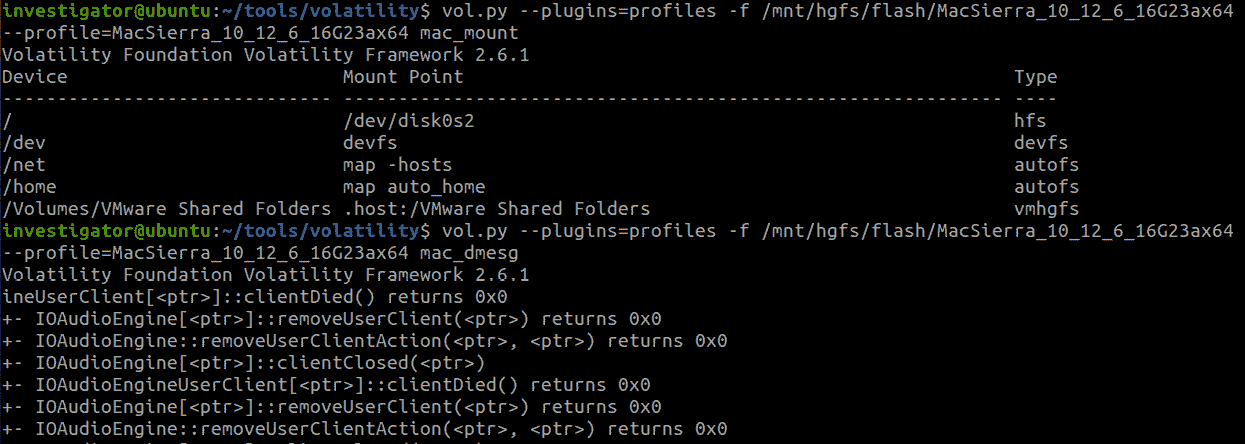 investigator@ubuntu:~/tools/volatility$ vol.py --plugins=profiles -f /mnt/hgfs/flash/MacSierra_10_12_6_16G23ax64
--profile=MacSierra_10_12_6_16G23ax64 mac_mount
Volatility Foundation Volatility Framework 2.6.1
Device Mount Point Type
------------------------------ ------------------------------------------------------------ ----
/ /dev/disk0s2 hfs
/dev devfs devfs
/net map -hosts autofs
/home map auto_home autofs
/Volumes/VMware Shared Folders .host:/VMware Shared Folders vmhgfs
investigator@ubuntu:~/tools/volatility$ vol.py --plugins=profiles -f /mnt/hgfs/flash/MacSierra_10_12_6_16G23ax64
--profile=MacSierra_10_12_6_16G23ax64 mac_dmesg
Volatility Foundation Volatility Framework 2.6.1
ineUserClient[<ptr>]::clientDied() returns 0x0
+- IOAudioEngine[<ptr>]::removeUserClient(<ptr>) returns 0x0
+- IOAudioEngine::removeUserClientAction(<ptr>, <ptr>) returns 0x0
+- IOAudioEngine[<ptr>]::clientClosed(<ptr>)
+- IOAudioEngineUserClient[<ptr>]::clientDied() returns 0x0
+- IOAudioEngine[<ptr>]::removeUserClient(<ptr>) returns 0x0
+- IOAudioEngine::removeUserClientAction(<ptr>, <ptr>) returns 0x0